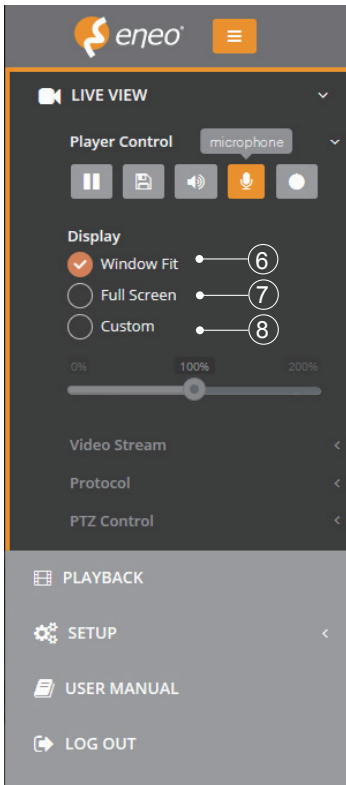 eneo
LIVE VIEW
Player Control
microphone
Display
Window Fit 6
Full Screen 7
Custom 8
0% 100% 200%
Video Stream
Protocol
PTZ Control
PLAYBACK
SETUP
USER MANUAL
LOG OUT